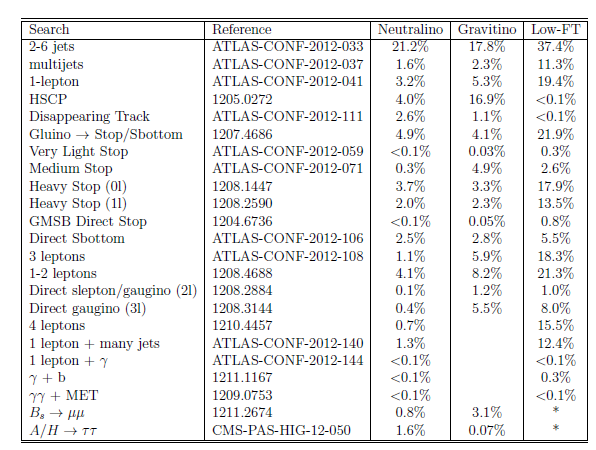 Search Reference Neutralino Gravitino Low-FT
2-6 jets ATLAS-CONF-2012-033 21.2% 17.8% 37.4%
multijets ATLAS-CONF-2012-037 1.6% 2.3% 11.3%
1-lepton ATLAS-CONF-2012-041 3.2% 5.3% 19.4%
HSCP 1205.0272 4.0% 16.9% <0.1%
Disappearing Track ATLAS-CONF-2012-111 2.6% 1.1% <0.1%
Gluino → Stop/Sbottom 1207.4686 4.9% 4.1% 21.9%
Very Light Stop ATLAS-CONF-2012-059 <0.1% 0.03% 0.3%
Medium Stop ATLAS-CONF-2012-071 0.3% 4.9% 2.6%
Heavy Stop (0l) 1208.1447 3.7% 3.3% 17.9%
Heavy Stop (1l) 1208.2590 2.0% 2.3% 13.5%
GMSB Direct Stop 1204.6736 <0.1% 0.05% 0.8%
Direct Sbottom ATLAS-CONF-2012-106 2.5% 2.8% 5.5%
3 leptons ATLAS-CONF-2012-108 1.1% 5.9% 18.3%
1-2 leptons 1208.4688 4.1% 8.2% 21.3%
Direct slepton/gaugino (2l) 1208.2884 0.1% 1.2% 1.0%
Direct gaugino (3l) 1208.3144 0.4% 5.5% 8.0%
4 leptons 1210.4457 0.7% 15.5%
1 lepton + many jets ATLAS-CONF-2012-140 1.3% 12.4%
1 lepton + γ ATLAS-CONF-2012-144 <0.1% <0.1%
γ + b 1211.1167 <0.1% 0.3%
γγ + MET 1209.0753 <0.1% <0.1%
Bs → μμ 1211.2674 0.8% 3.1% *
A/H → ττ CMS-PAS-HIG-12-050 1.6% 0.07% *